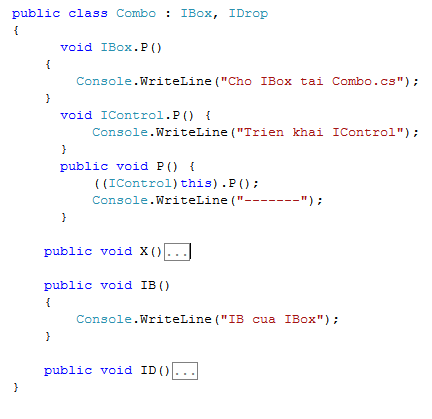 public class Combo : IBox, IDrop
{
void IBox.P()
{
Console.WriteLine("Cho IBox tai Combo.cs");
}
void IControl.P() {
Console.WriteLine("Trien khai IControl");
}
public void P() {
((IControl)this).P();
Console.WriteLine("-------");
}
public void X()...
public void IB()
{
Console.WriteLine("IB cua IBox");
}
public void ID()...
}